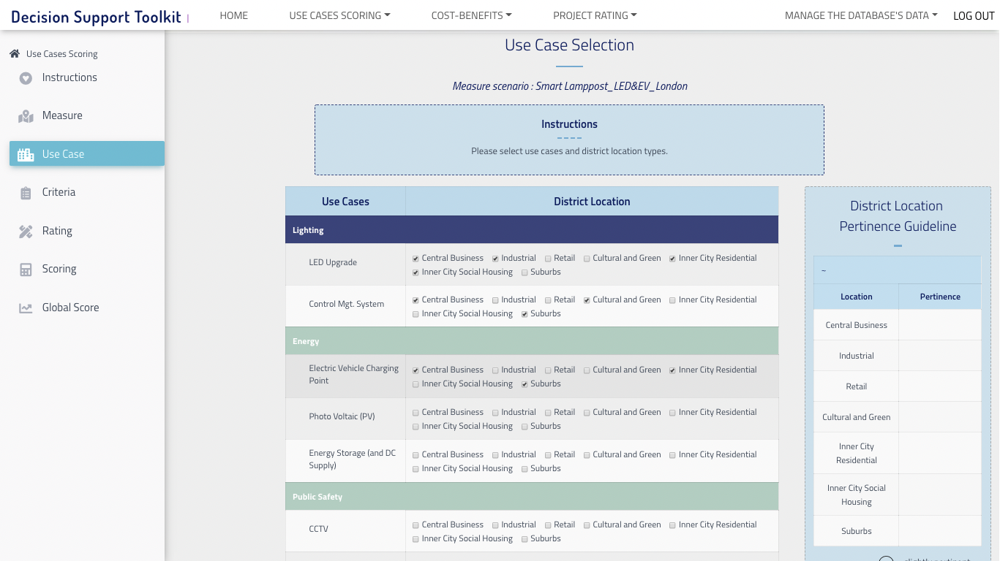 Decision Support Toolkit |
HOME
USE CASES SCORING
COST-BENEFITS
PROJECT RATING
MANAGE THE DATABASE'S DATA
LOG OUT
Use Cases Scoring
Instructions
Measure
Use Case
Criteria
Rating
Scoring
Global Score
Use Case Selection
Measure scenario : Smart Lamppost_LED&EV_London
Instructions
Please select use cases and district location types.
Use Cases District Location
Lighting
LED Upgrade
Central Business Industrial Retail Cultural and Green Inner City Residential
Inner City Social Housing Suburbs
Control Mgt. System
Central Business Industrial Retail Cultural and Green Inner City Residential
Inner City Social Housing Suburbs
Energy
Electric Vehicle Charging
Point
Central Business Industrial Retail Cultural and Green Inner City Residential
Inner City Social Housing Suburbs
Photo Voltaic (PV)
Central Business Industrial Retail Cultural and Green Inner City Residential
Inner City Social Housing Suburbs
Energy Storage (and DC
Supply)
Central Business Industrial Retail Cultural and Green Inner City Residential
Inner City Social Housing Suburbs
Public Safety
CCTV
Central Business Industrial Retail Cultural and Green Inner City Residential
Inner City Social Housing Suburbs
District Location
Pertinence Guideline
~
Location Pertinence
Central Business
Industrial
Retail
Cultural and Green
Inner City
Residential
Inner City Social
Housing
Suburbs
slightly pertinent